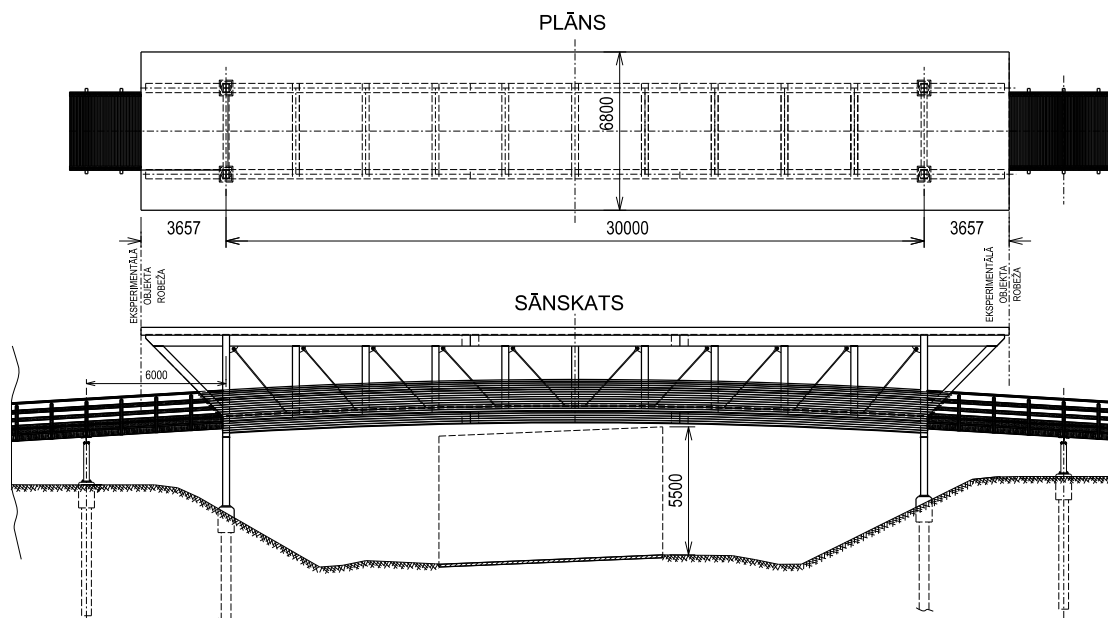 PLĀNS
6800
3657
30000
3657
EKSPERIMENTĀLĀ
OBJEKTA
ROBEŽA
EKSPERIMENTĀLĀ
OBJEKTA
ROBEŽA
SĀNSKATS
6000
5500